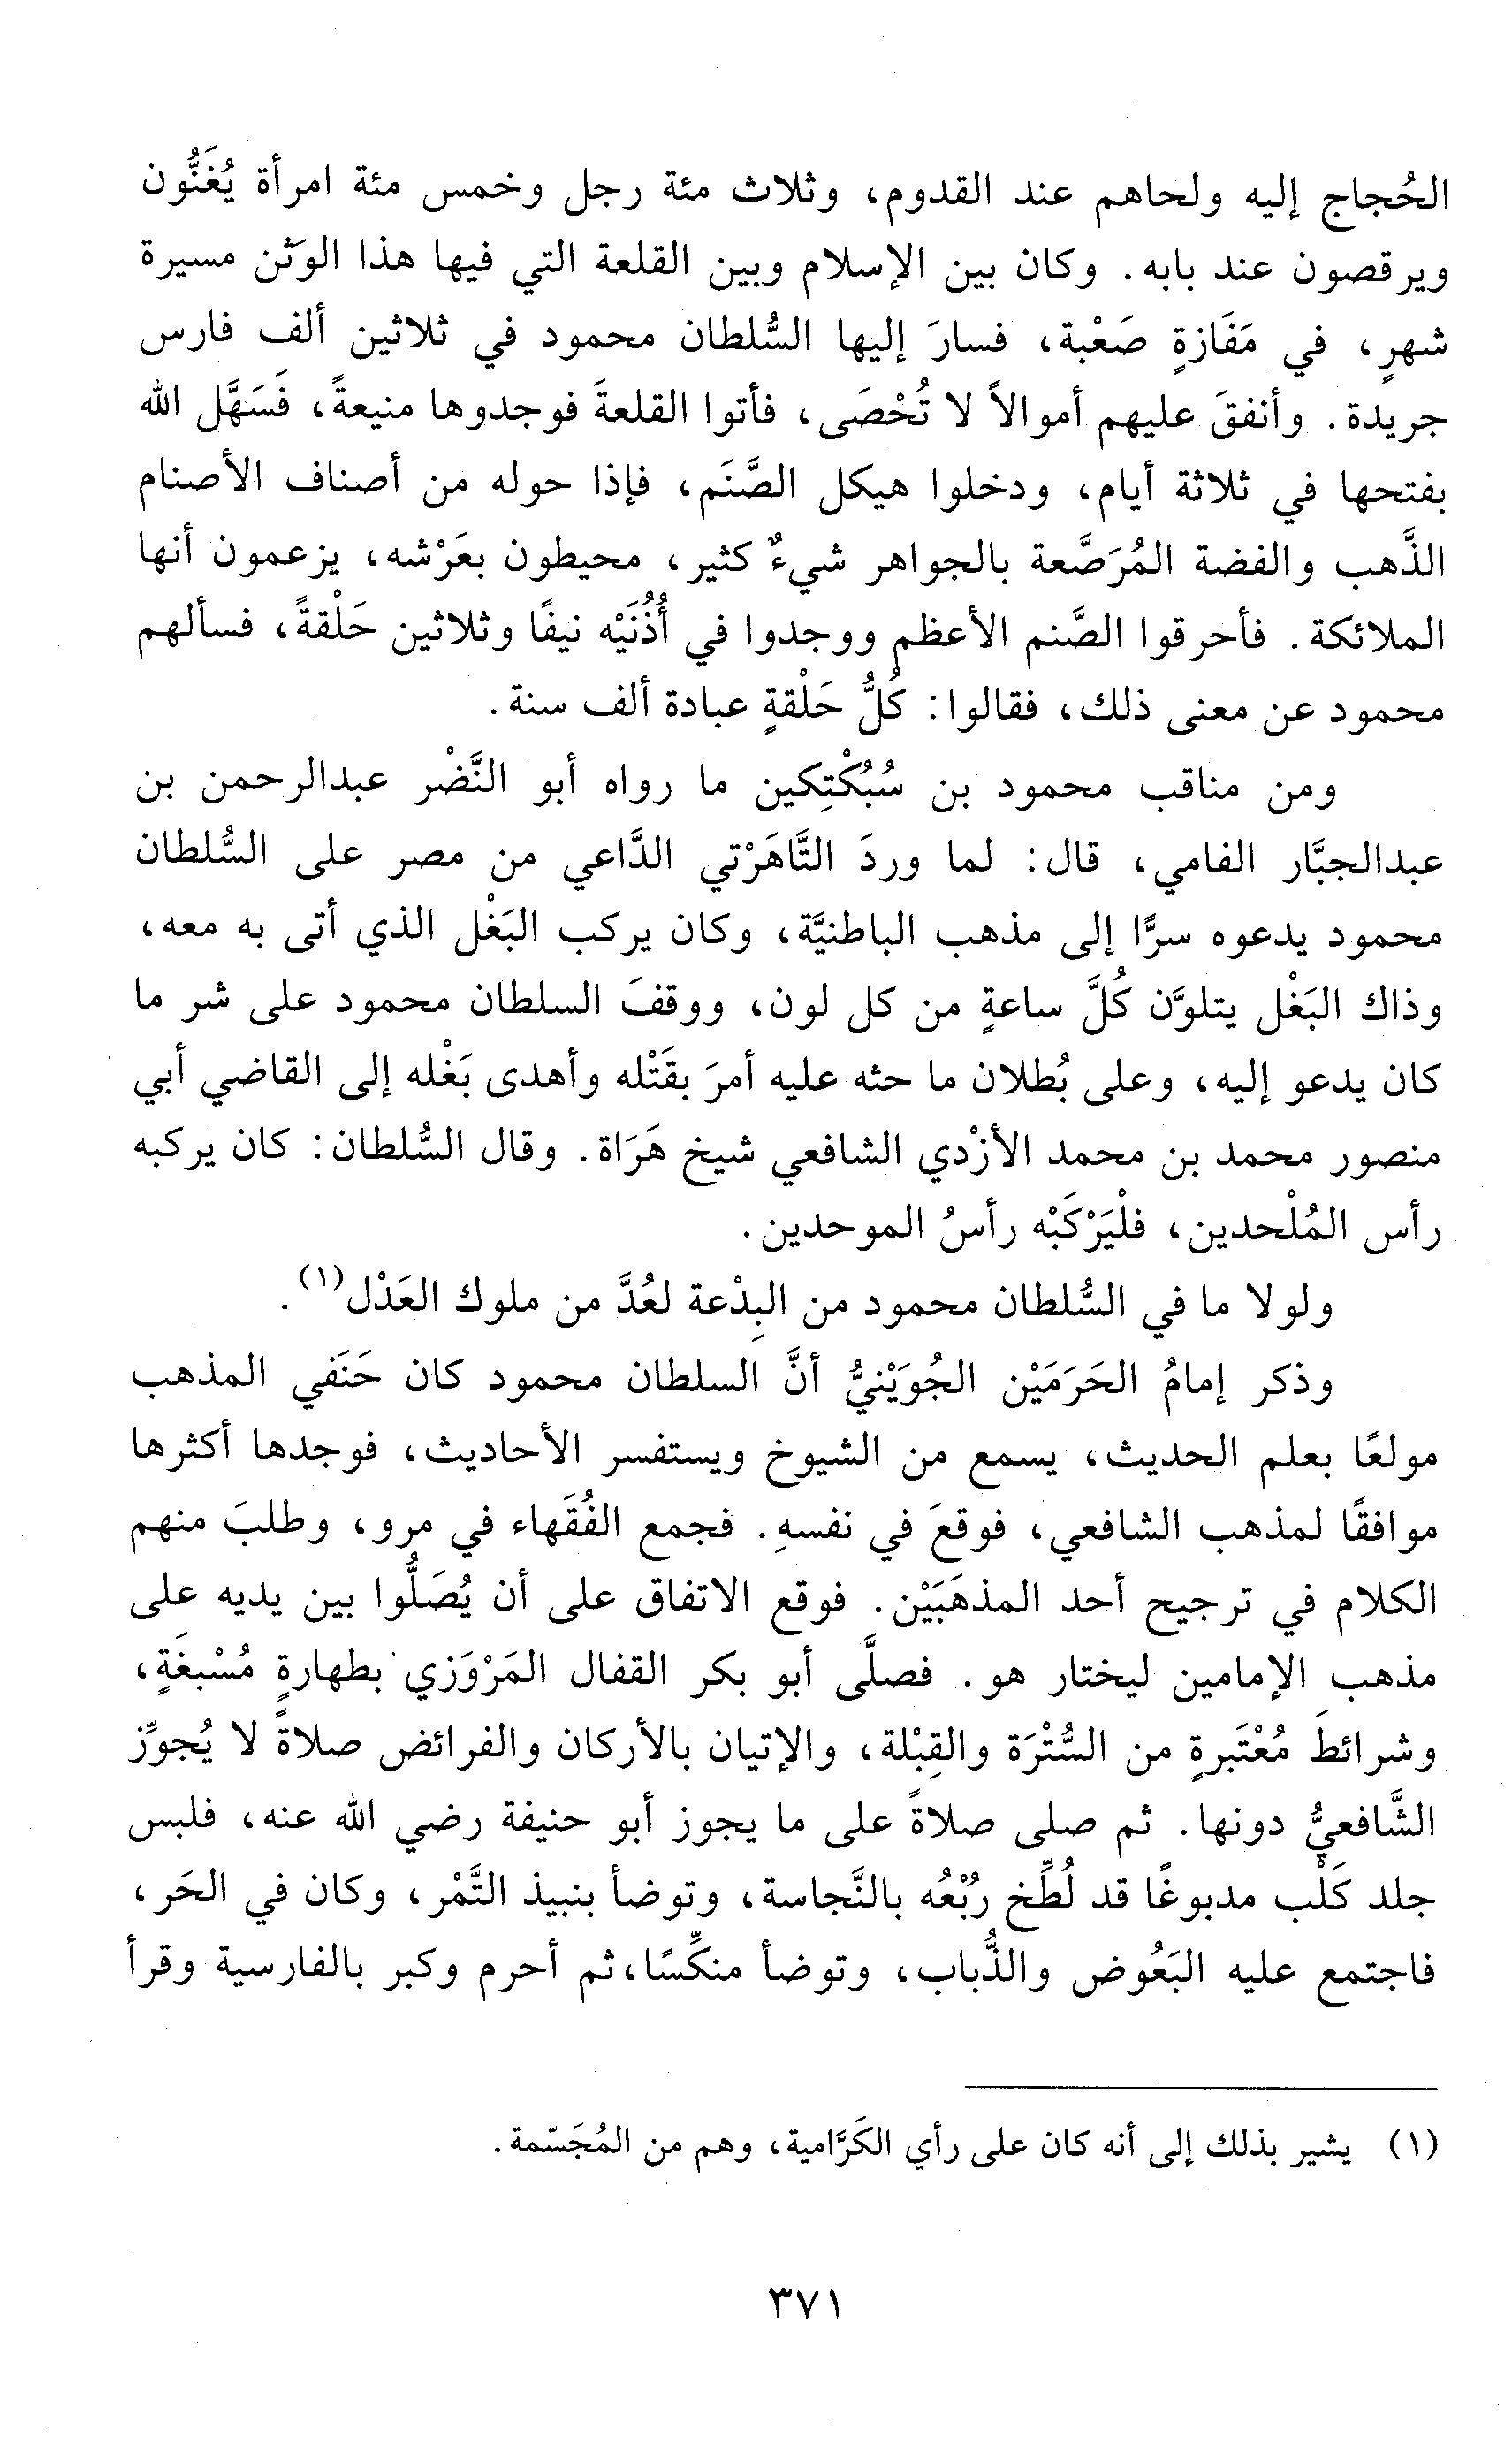 الحُجاج إليه ولحاهم عند القدوم، وثلاث مئة رجل وخمس مئة امرأة يُغَنُّون
ويرقصون عند بابه. وكان بين الإسلام وبين القلعة التي فيها هذا الوَثن مسيرة
شهرٍ، في مَفَازةٍ صَعْبة، فسارَ إليها السُّلطان محمود في ثلاثين ألف فارس
جريدة. وأنفقَ عليهم أموالاً لا تُحْصَى، فأتوا القلعةَ فوجدوها منيعةً، فَسَهَّل الله
بفتحها في ثلاثة أيام، ودخلوا هيكل الصَّنَم، فإذا حوله من أصناف الأصنام
الذَّهب والفضة المُرَصَّعة بالجواهر شيءٌ كثير، محيطون بعَرْشه، يزعمون أنها
الملائكة. فأحرقوا الصَّنم الأعظم ووجدوا في أُذُنَيْه نيفًا وثلاثين حَلْقةً، فسألهم
محمود عن معنى ذلك، فقالوا: كُلُّ حَلْقةٍ عبادة ألف سنة.
ومن مناقب محمود بن سُبُكْتِكين ما رواه أبو النَّضْر عبدالرحمن بن
عبدالجبَّار الفامي، قال: لما وردَ التَّاهَرْتي الدَّاعي من مصر على السُّلطان
محمود يدعوه سرًّا إلى مذهب الباطنيَّة، وكان يركب البَغْل الذي أتى به معه،
وذاك البَغْل يتلوَّن كُلَّ ساعةٍ من كل لون، ووقفَ السلطان محمود على شر ما
كان يدعو إليه، وعلى بُطلان ما حثه عليه أمرَ بقَتْله وأهدى بَغْله إلى القاضي أبي
منصور محمد بن محمد الأزْدي الشافعي شيخ هَرَاة. وقال السُّلطان: كان يركبه
رأس المُلْحدين، فلْيَرْكَبْه رأسُ الموحدين.
ولولا ما في السُّلطان محمود من البِدْعة لعُدَّ من ملوك العَدْل(١).
وذكر إمامُ الحَرَمَيْن الجُوَيْنيُّ أنَّ السلطان محمود كان حَنَفي المذهب
مولعًا بعلم الحديث، يسمع من الشيوخ ويستفسر الأحاديث، فوجدها أكثرها
موافقًا لمذهب الشافعي، فوقعَ في نفسهِ. فجمع الفُقَهاء في مرو، وطلبَ منهم
الكلام في ترجيح أحد المذهَبَيْن. فوقع الاتفاق على أن يُصَلُّوا بين يديه على
مذهب الإمامين ليختار هو. فصلَّى أبو بكر القفال المَرْوَزي بطهارةٍ مُسْبغَةٍ،
وشرائطَ مُعْتَبرةٍ من السُّتْرَة والقِبْلة، والإتيان بالأركان والفرائض صلاةً لا يُجوِّز
الشَّافعيُّ دونها. ثم صلى صلاةً على ما يجوز أبو حنيفة رضي الله عنه، فلبس
جلد كَلْب مدبوغًا قد لُطِّخ رُبْعُه بالنَّجاسة، وتوضأ بنبيذ التَّمْر، وكان في الحَر،
فاجتمع عليه البَعُوض والذُّباب، وتوضأ منكِّسًا،ثم أحرم وكبر بالفارسية وقرأ
(١) يشير بذلك إلى أنه كان على رأي الكَرَّامية، وهم من المُجَسّمة.
٣٧١